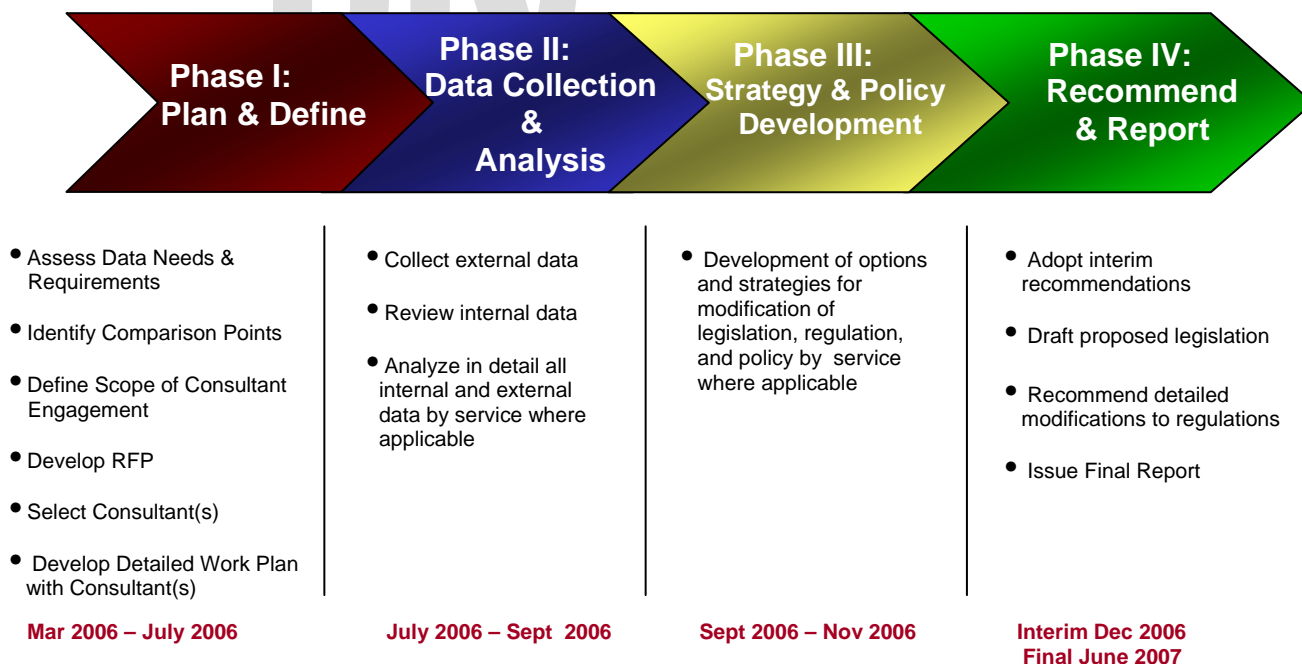 Phase I:
Plan & Define
Phase II:
Data Collection
&
Analysis
Phase III:
Strategy & Policy
Development
Phase IV:
Recommend
& Report
• Assess Data Needs &
Requirements
• Identify Comparison Points
• Define Scope of Consultant
Engagement
• Develop RFP
• Select Consultant(s)
• Develop Detailed Work Plan
with Consultant(s)
Mar 2006 – July 2006
• Collect external data
• Review internal data
• Analyze in detail all
internal and external
data by service where
applicable
July 2006 – Sept 2006
• Development of options
and strategies for
modification of
legislation, regulation,
and policy by service
where applicable
Sept 2006 – Nov 2006
• Adopt interim
recommendations
• Draft proposed legislation
• Recommend detailed
modifications to regulations
• Issue Final Report
Interim Dec 2006
Final June 2007